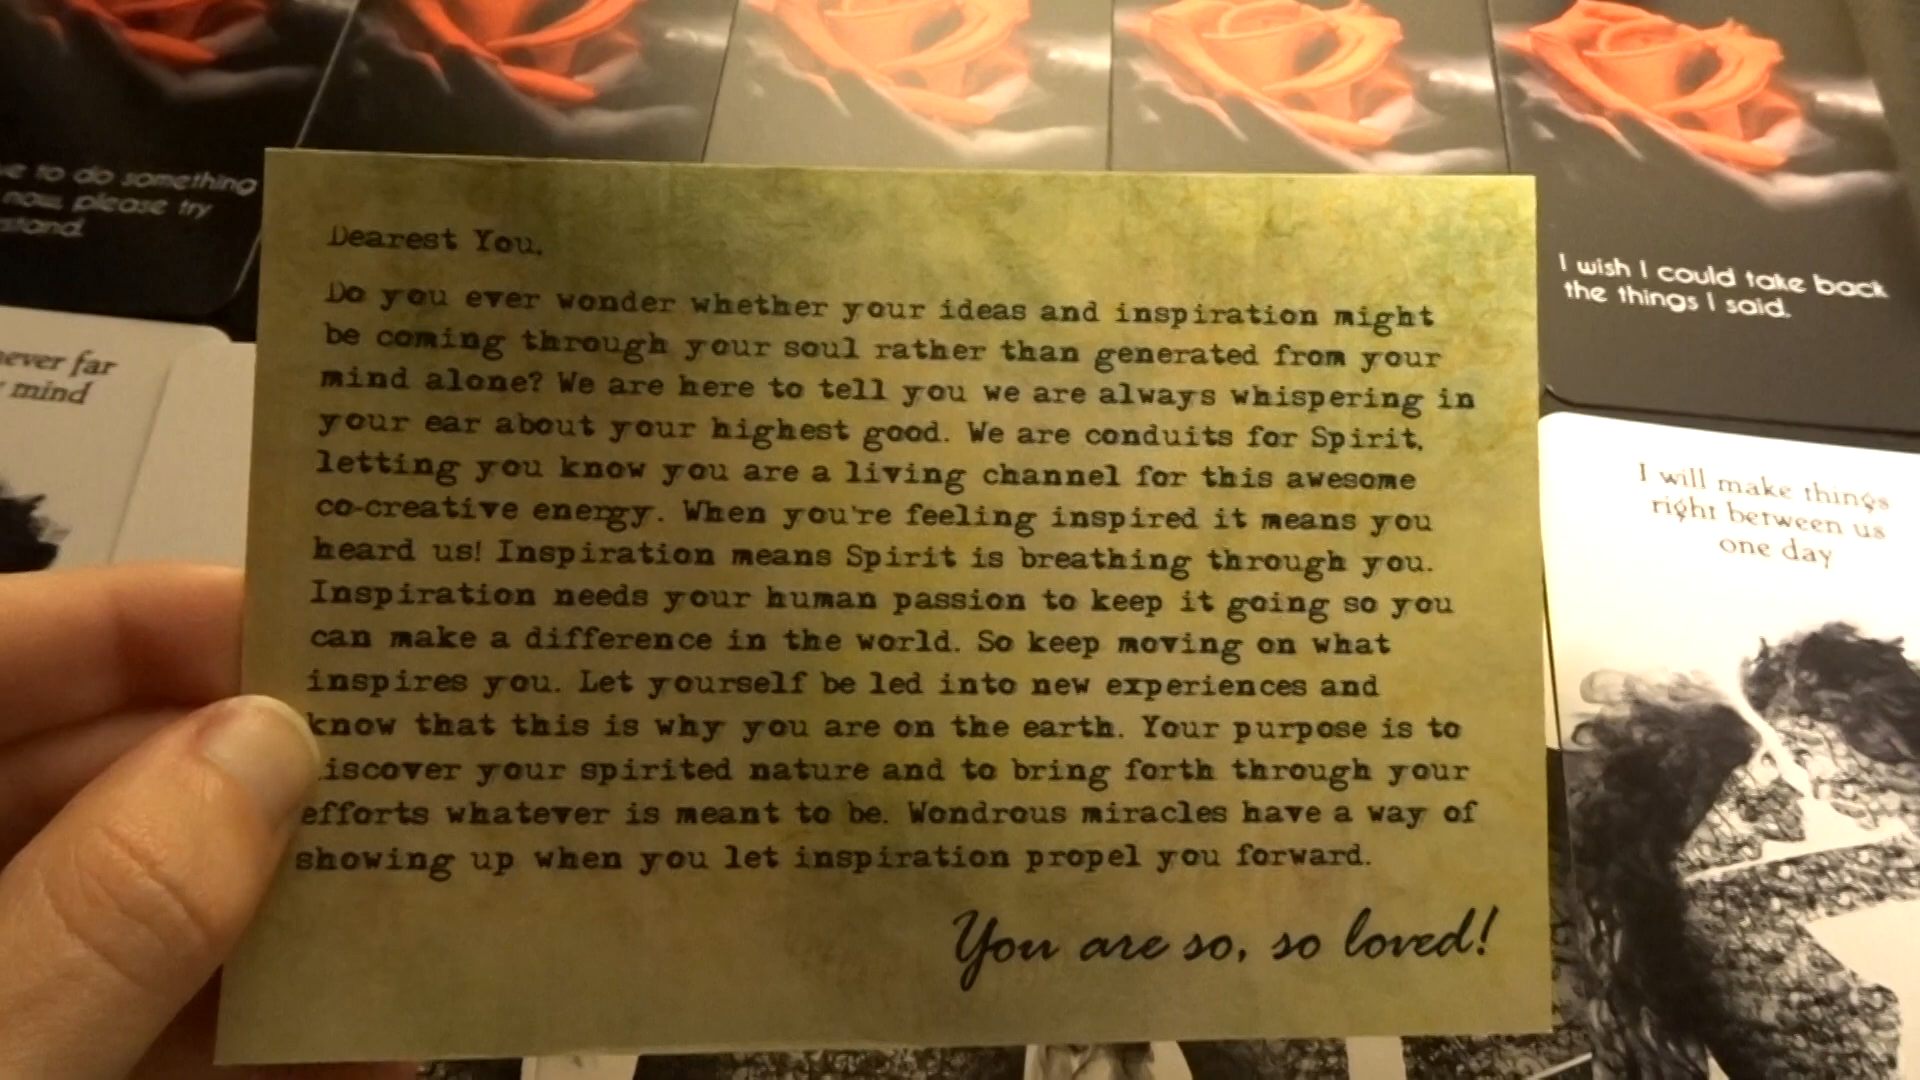 ve to do something
now, please try
stand.
I wish I could take back
the things I said.
never far
mind
I will make things
right between us
one day
Dearest You,
Do you ever wonder whether your ideas and inspiration might
be coming through your soul rather than generated from your
mind alone? We are here to tell you we are always whispering in
your ear about your highest good. We are conduits for Spirit,
letting you know you are a living channel for this awesome
co-creative energy. When you're feeling inspired it means you
heard us! Inspiration means Spirit is breathing through you.
Inspiration needs your human passion to keep it going so you
can make a difference in the world. So keep moving on what
inspires you. Let yourself be led into new experiences and
know that this is why you are on the earth. Your purpose is to
iscover your spirited nature and to bring forth through your
efforts whatever is meant to be. Wondrous miracles have a way of
showing up when you let inspiration propel you forward.
You are so, so loved!